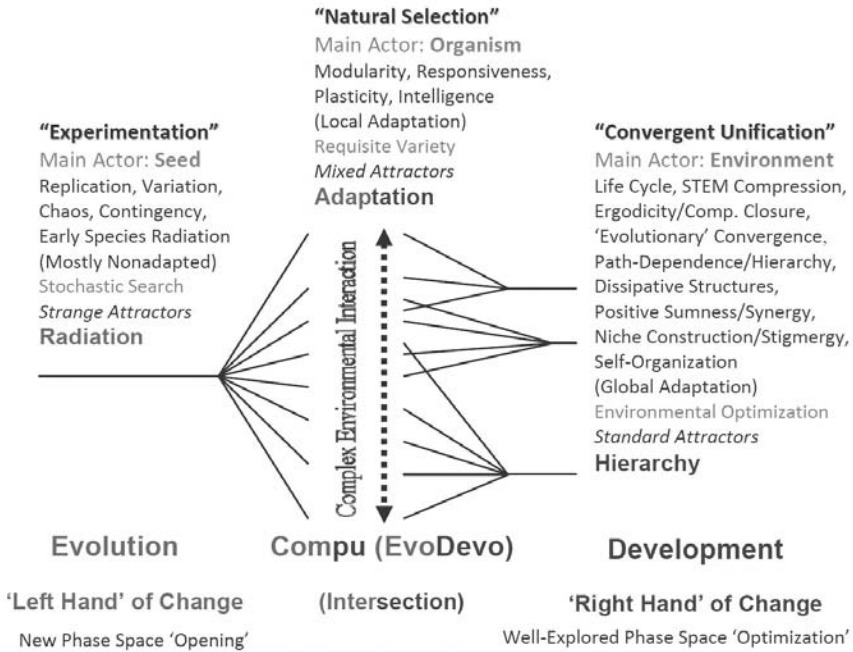 “Natural Selection”
Main Actor: Organism
Modularity, Responsiveness,
Plasticity, Intelligence
(Local Adaptation)
Requisite Variety
Mixed Attractors
Adaptation
“Experimentation”
Main Actor: Seed
Replication, Variation,
Chaos, Contingency,
Early Species Radiation
(Mostly Nonadapted)
Stochastic Search
Strange Attractors
Radiation
Complex Environmental Interaction
“Convergent Unification”
Main Actor: Environment
Life Cycle, STEM Compression,
Ergodicity/Comp. Closure,
‘Evolutionary’ Convergence,
Path-Dependence/Hierarchy,
Dissipative Structures,
Positive Sumness/Synergy,
Niche Construction/Stigmergy,
Self-Organization
(Global Adaptation)
Environmental Optimization
Standard Attractors
Hierarchy
Evolution
Compu (EvoDevo)
Development
‘Left Hand’ of Change
(Intersection)
‘Right Hand’ of Change
New Phase Space ‘Opening’
Well-Explored Phase Space ‘Optimization’